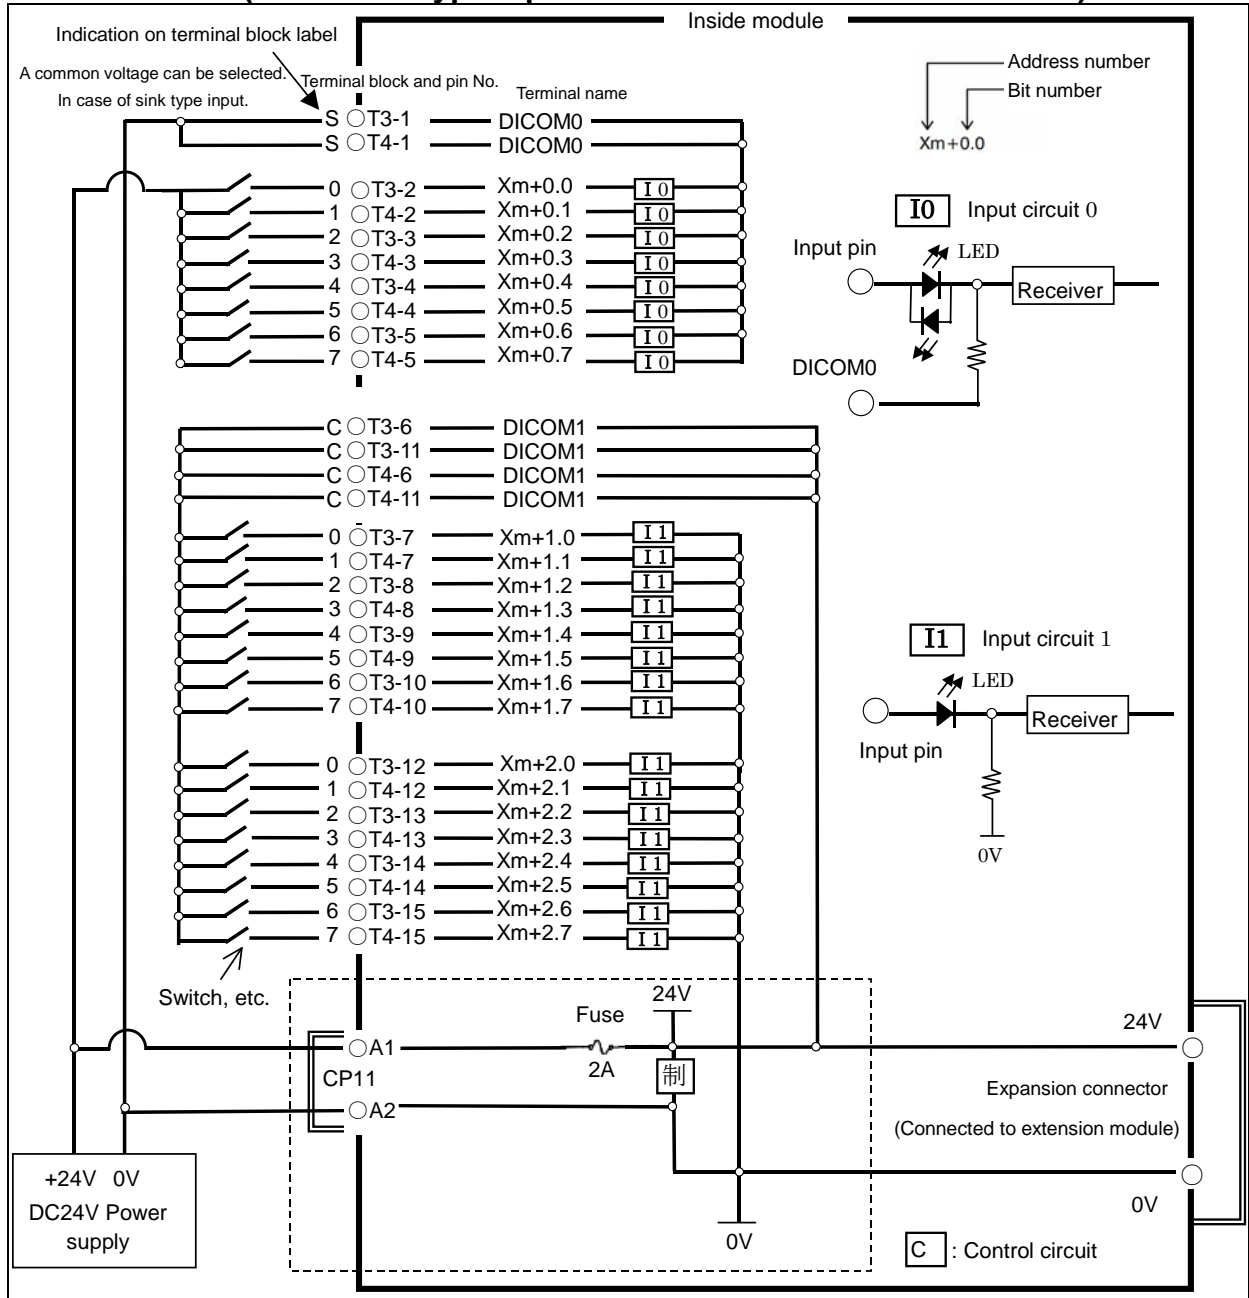 Inside module
Indication on terminal block label
A common voltage can be selected.
In case of sink type input.
Terminal block and pin No.
Terminal name
Address number
Bit number
Xm+0.0
S T3-1 DICOM0
S T4-1 DICOM0
0 T3-2 Xm+0.0 I0
1 T4-2 Xm+0.1 I0
2 T3-3 Xm+0.2 I0
3 T4-3 Xm+0.3 I0
4 T3-4 Xm+0.4 I0
5 T4-4 Xm+0.5 I0
6 T3-5 Xm+0.6 I0
7 T4-5 Xm+0.7 I0
I0 Input circuit 0
Input pin
LED
Receiver
DICOM0
C T3-6 DICOM1
C T3-11 DICOM1
C T4-6 DICOM1
C T4-11 DICOM1
0 T3-7 Xm+1.0 I1
1 T4-7 Xm+1.1 I1
2 T3-8 Xm+1.2 I1
3 T4-8 Xm+1.3 I1
4 T3-9 Xm+1.4 I1
5 T4-9 Xm+1.5 I1
6 T3-10 Xm+1.6 I1
7 T4-10 Xm+1.7 I1
I1 Input circuit 1
LED
Receiver
Input pin
0V
0 T3-12 Xm+2.0 I1
1 T4-12 Xm+2.1 I1
2 T3-13 Xm+2.2 I1
3 T4-13 Xm+2.3 I1
4 T3-14 Xm+2.4 I1
5 T4-14 Xm+2.5 I1
6 T3-15 Xm+2.6 I1
7 T4-15 Xm+2.7 I1
Switch, etc.
24V
Fuse
2A
制
A1
CP11
A2
24V
Expansion connector
(Connected to extension module)
0V
+24V 0V
DC24V Power
supply
0V
C : Control circuit